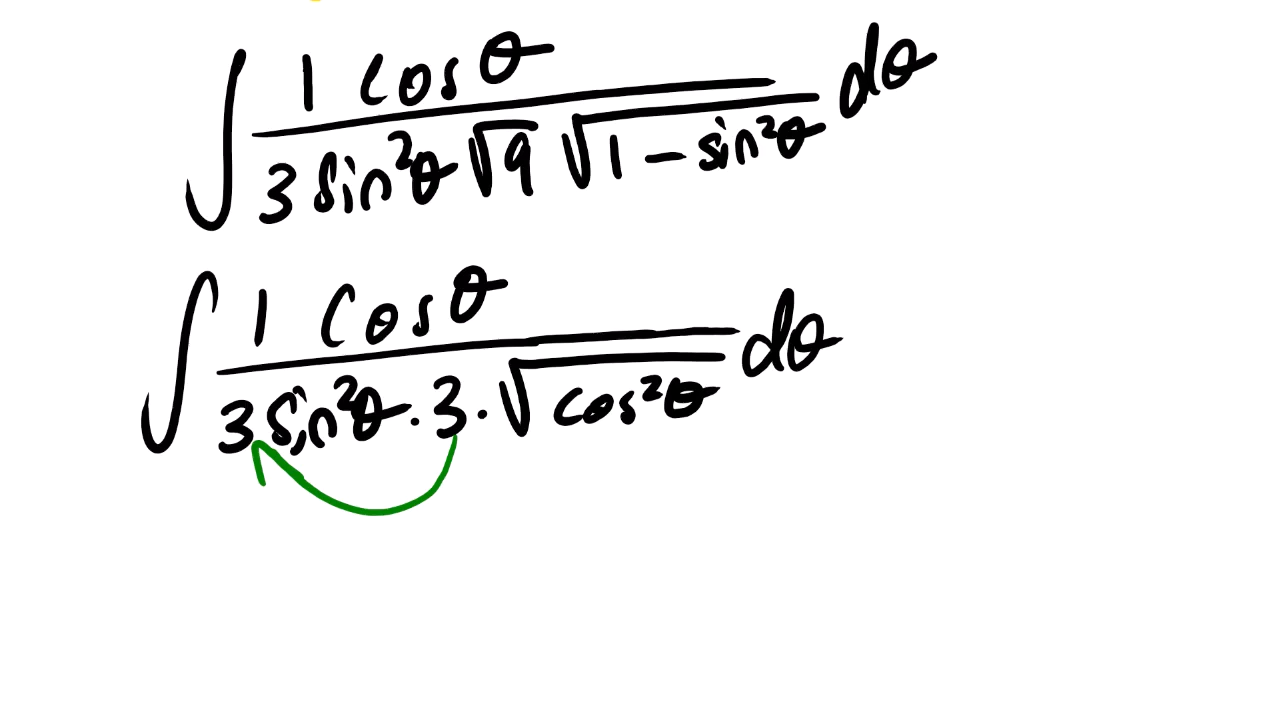 ∫ (1 cosθ)/(3 sin²θ √9 √(1 − sin²θ)) dθ
∫ (1 cosθ)/(3 sin²θ · 3 · √(cos²θ)) dθ